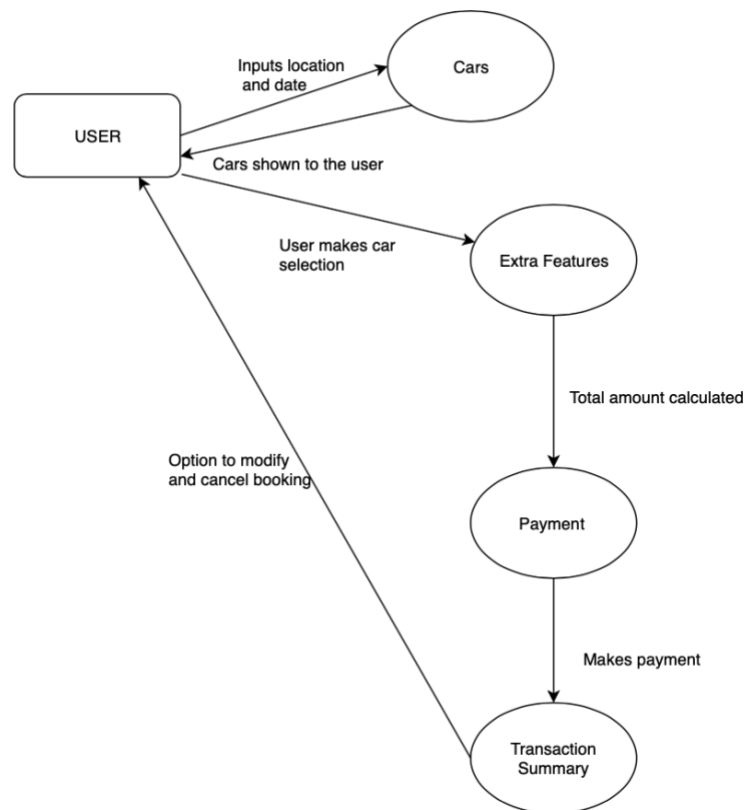 Inputs location
and date
Cars
USER
Cars shown to the user
User makes car
selection
Extra Features
Total amount calculated
Option to modify
and cancel booking
Payment
Makes payment
Transaction
Summary